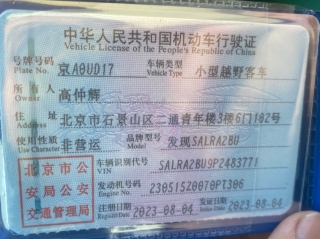 中华人民共和国机动车行驶证
Vehicle License of the People's Republic of China
号牌号码 京A0UD17 车辆类型 小型越野客车
Plate No. Vehicle Type
所有人 高仲辉
Owner
住址 北京市石景山区二通青年楼3楼6门102号
Address
使用性质 非营运 品牌型号 发现SALRA2BU
Use Character Model
北京市公 车辆识别代号 SALRA2BU9P2483771
VIN
安局公安 发动机号码 230515Z0070PT306
Engine No.
交通管理局 注册日期 2023-08-04 发证日期 2023-08-04
Register Date Issue Date